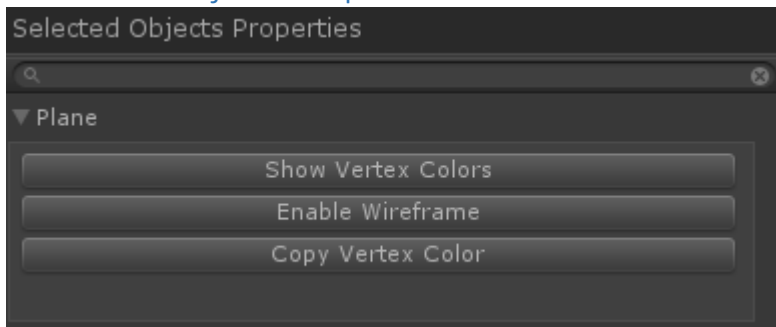 Selected Objects Properties
Plane
Show Vertex Colors
Enable Wireframe
Copy Vertex Color